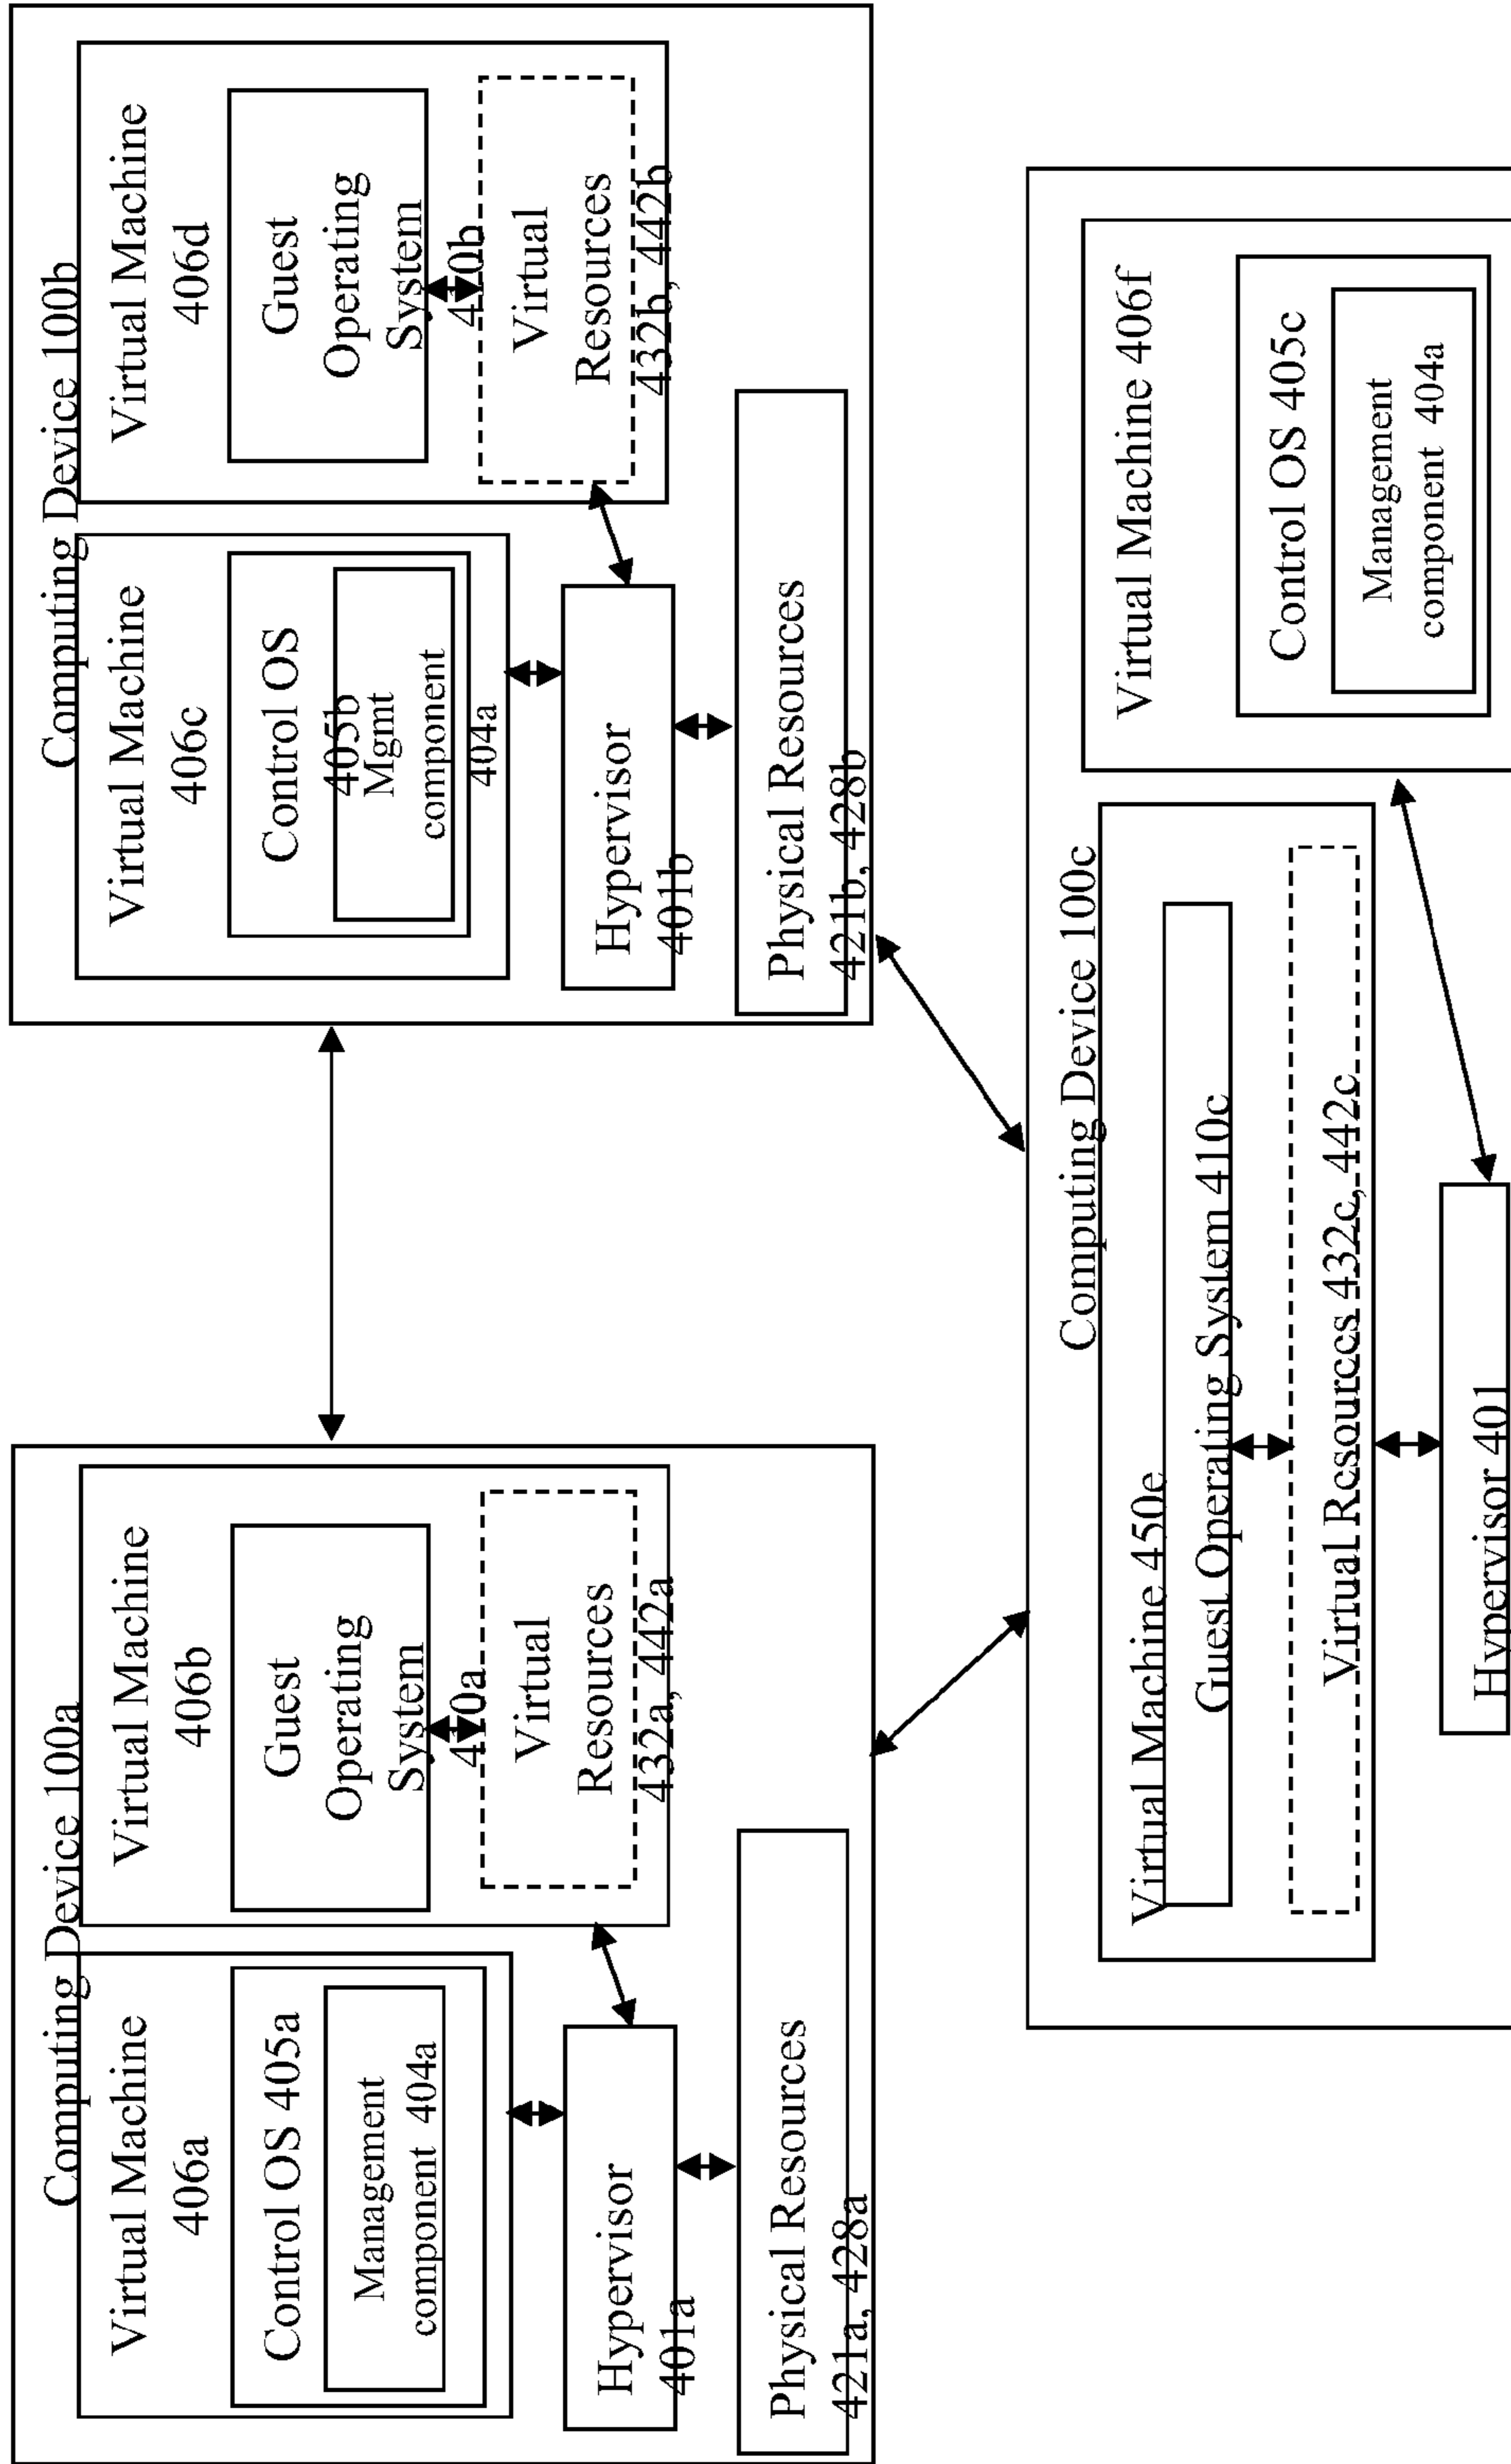 Computing Device 100a
Virtual Machine
406a
Control OS 405a
Management
component 404a
Virtual Machine
406b
Guest
Operating
System
410a
Virtual
Resources
432a, 442a
Hypervisor
401a
Physical Resources
421a, 428a
Computing Device 100b
Virtual Machine
406c
Control OS
405b
Mgmt
component
404a
Virtual Machine
406d
Guest
Operating
System
410b
Virtual
Resources
432b, 442b
Hypervisor
401b
Physical Resources
421b, 428b
Computing Device 100c
Virtual Machine 450e
Guest Operating System 410c
Virtual Resources 432c, 442c
Virtual Machine 406f
Control OS 405c
Management
component 404a
Hypervisor 401